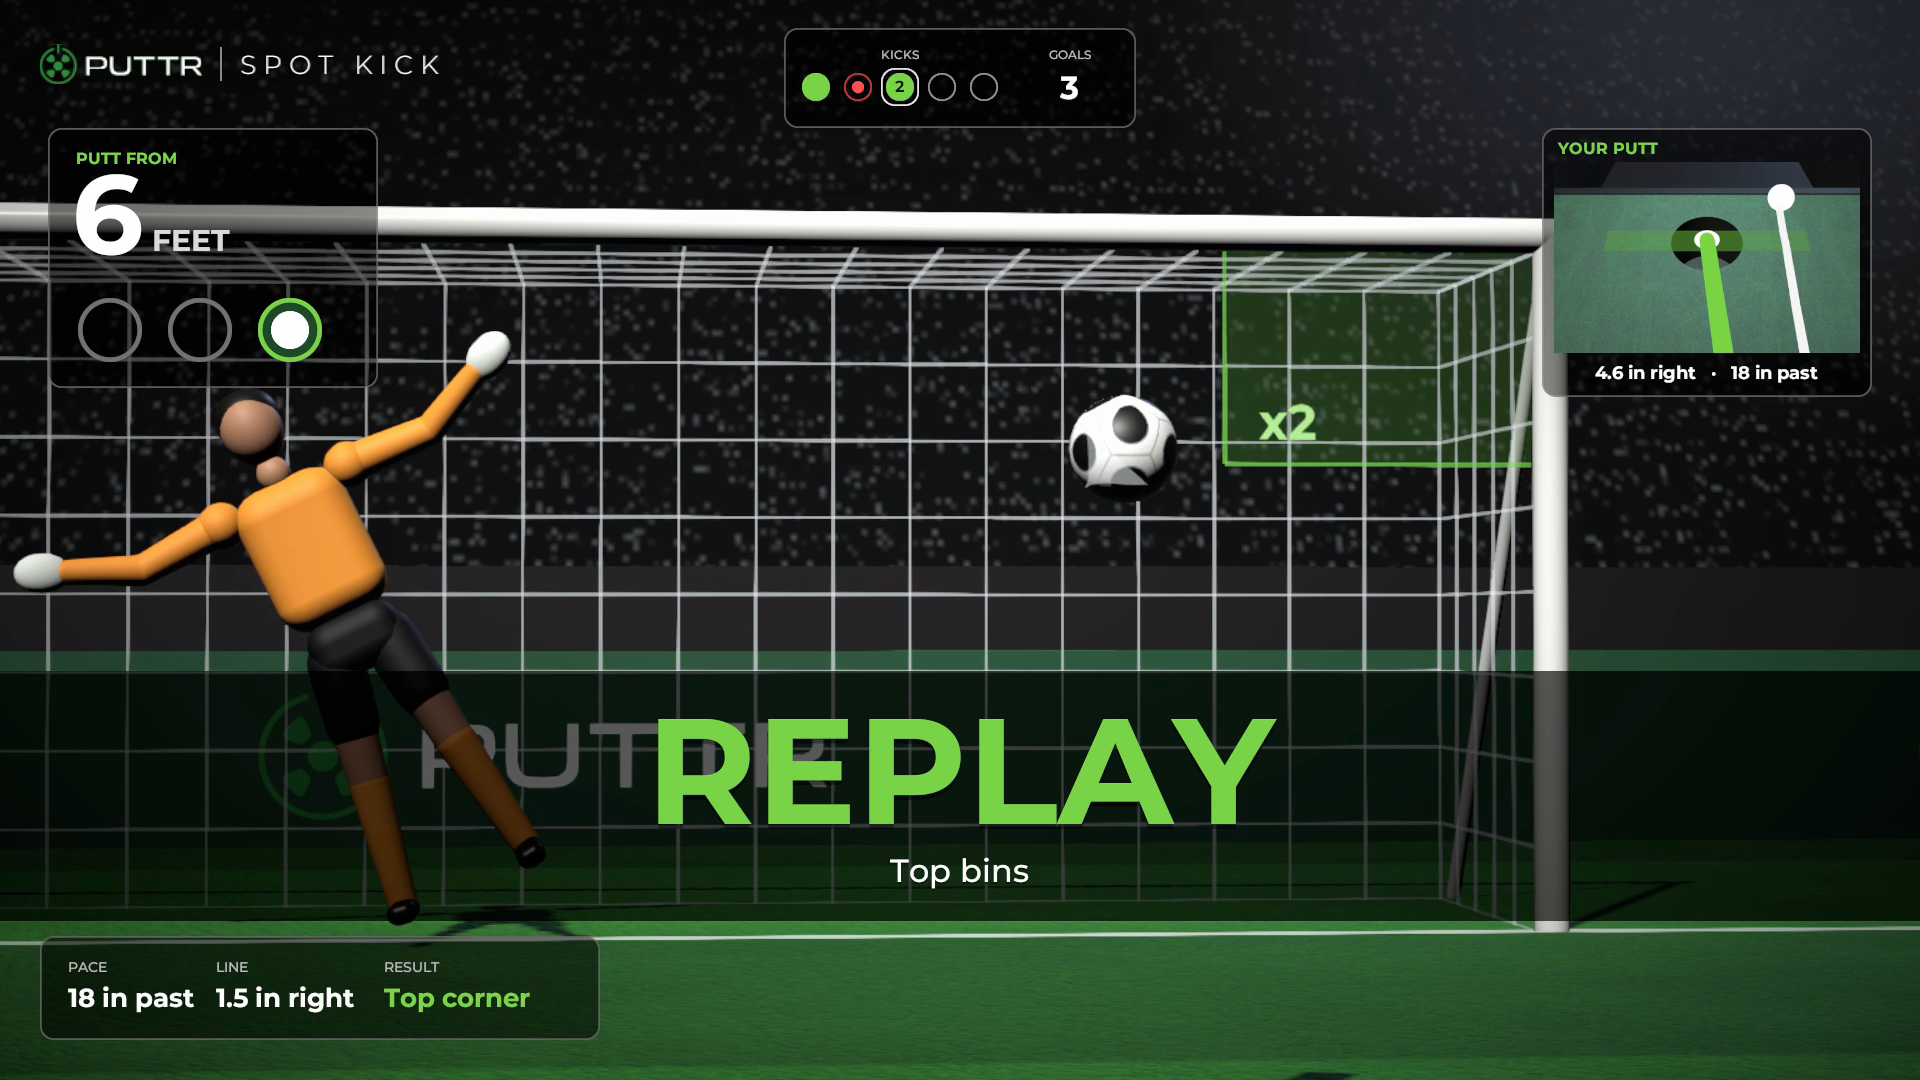 PUTTR | SPOT KICK
KICKS
2
GOALS
3
PUTT FROM
6 FEET
YOUR PUTT
4.6 in right · 18 in past
x2
PUTTR
REPLAY
Top bins
PACE
18 in past
LINE
1.5 in right
RESULT
Top corner